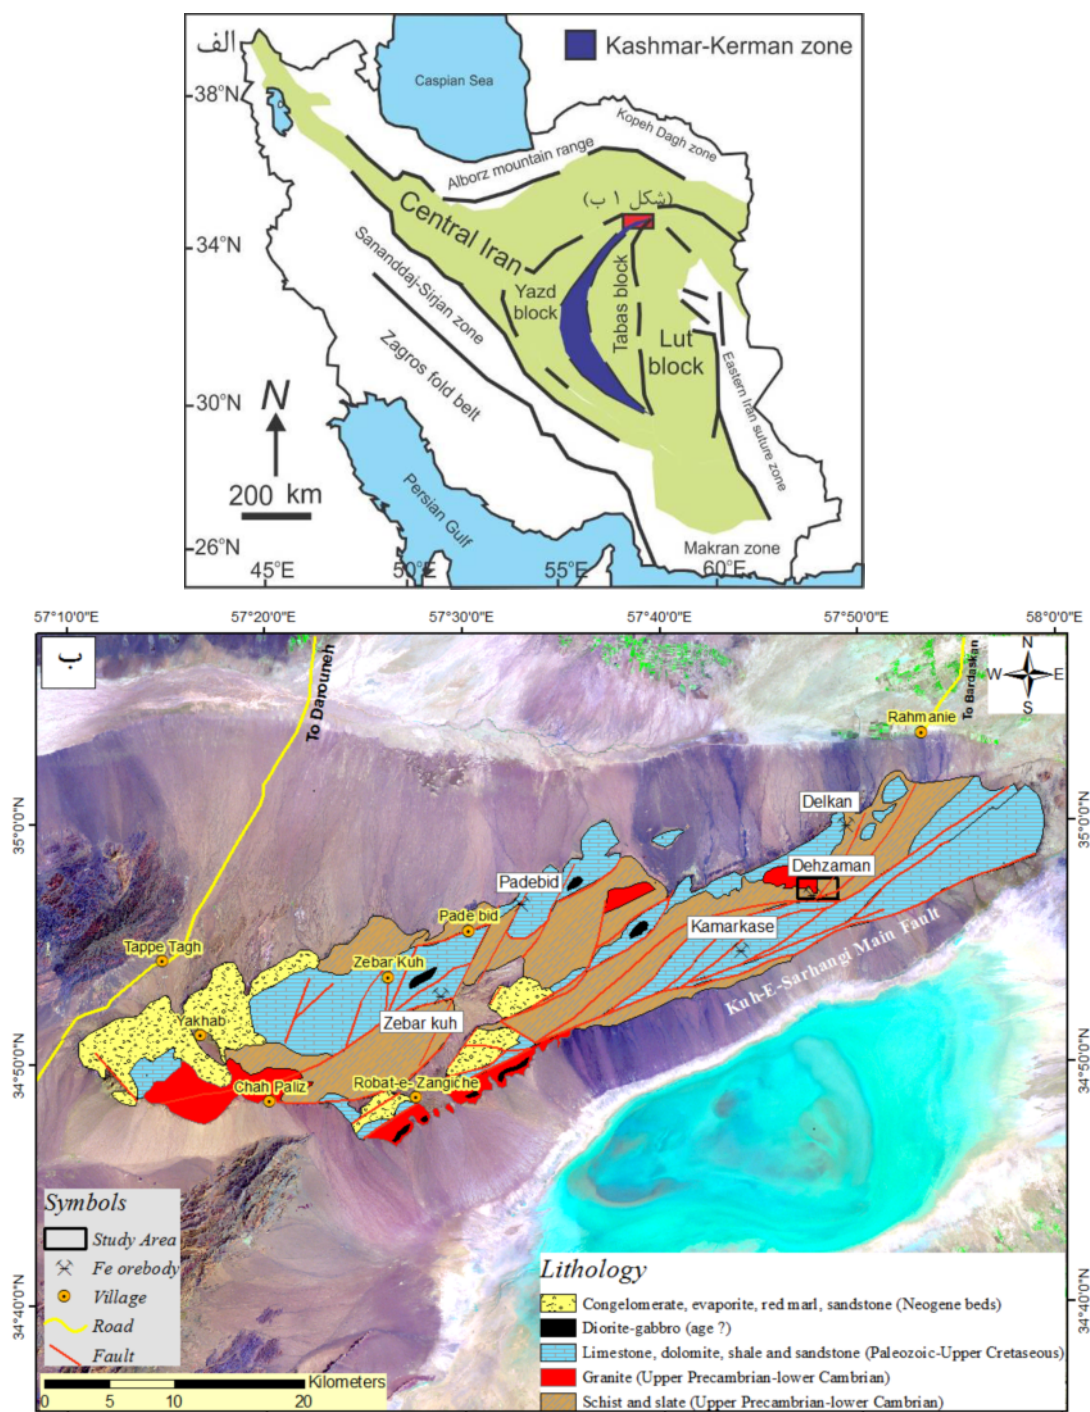 الف
Kashmar-Kerman zone
Caspian Sea
38°N
Kopeh Dagh zone
Alborz mountain range
(شکل ۱ ب)
Central Iran
34°N
Sananddaj-Sirjan zone
Yazd
block
Tabas block
Lut
block
Zagros fold belt
Eastern Iran suture zone
30°N
N
200 km
Persian Gulf
Makran zone
26°N
45°E
50°E
55°E
60°E
57°10'0"E
57°20'0"E
57°30'0"E
57°40'0"E
57°50'0"E
58°0'0"E
ب
To Darouneh
To Bardaskan
N
W
E
S
Rahmanie
35°0'0"N
35°0'0"N
Delkan
Dehzaman
Padebid
Pade bid
Kamarkase
Tappe Tagh
Zebar Kuh
Zebar kuh
Kuh-E-Sarhangi Main Fault
Yakhab
34°50'0"N
34°50'0"N
Chah Paliz
Robat-e- Zangiche
34°40'0"N
34°40'0"N
Symbols
Study Area
Fe orebody
Village
Road
Fault
Kilometers
0
5
10
20
Lithology
Congelomerate, evaporite, red marl, sandstone (Neogene beds)
Diorite-gabbro (age ?)
Limestone, dolomite, shale and sandstone (Paleozoic-Upper Cretaseous)
Granite (Upper Precambrian-lower Cambrian)
Schist and slate (Upper Precambrian-lower Cambrian)